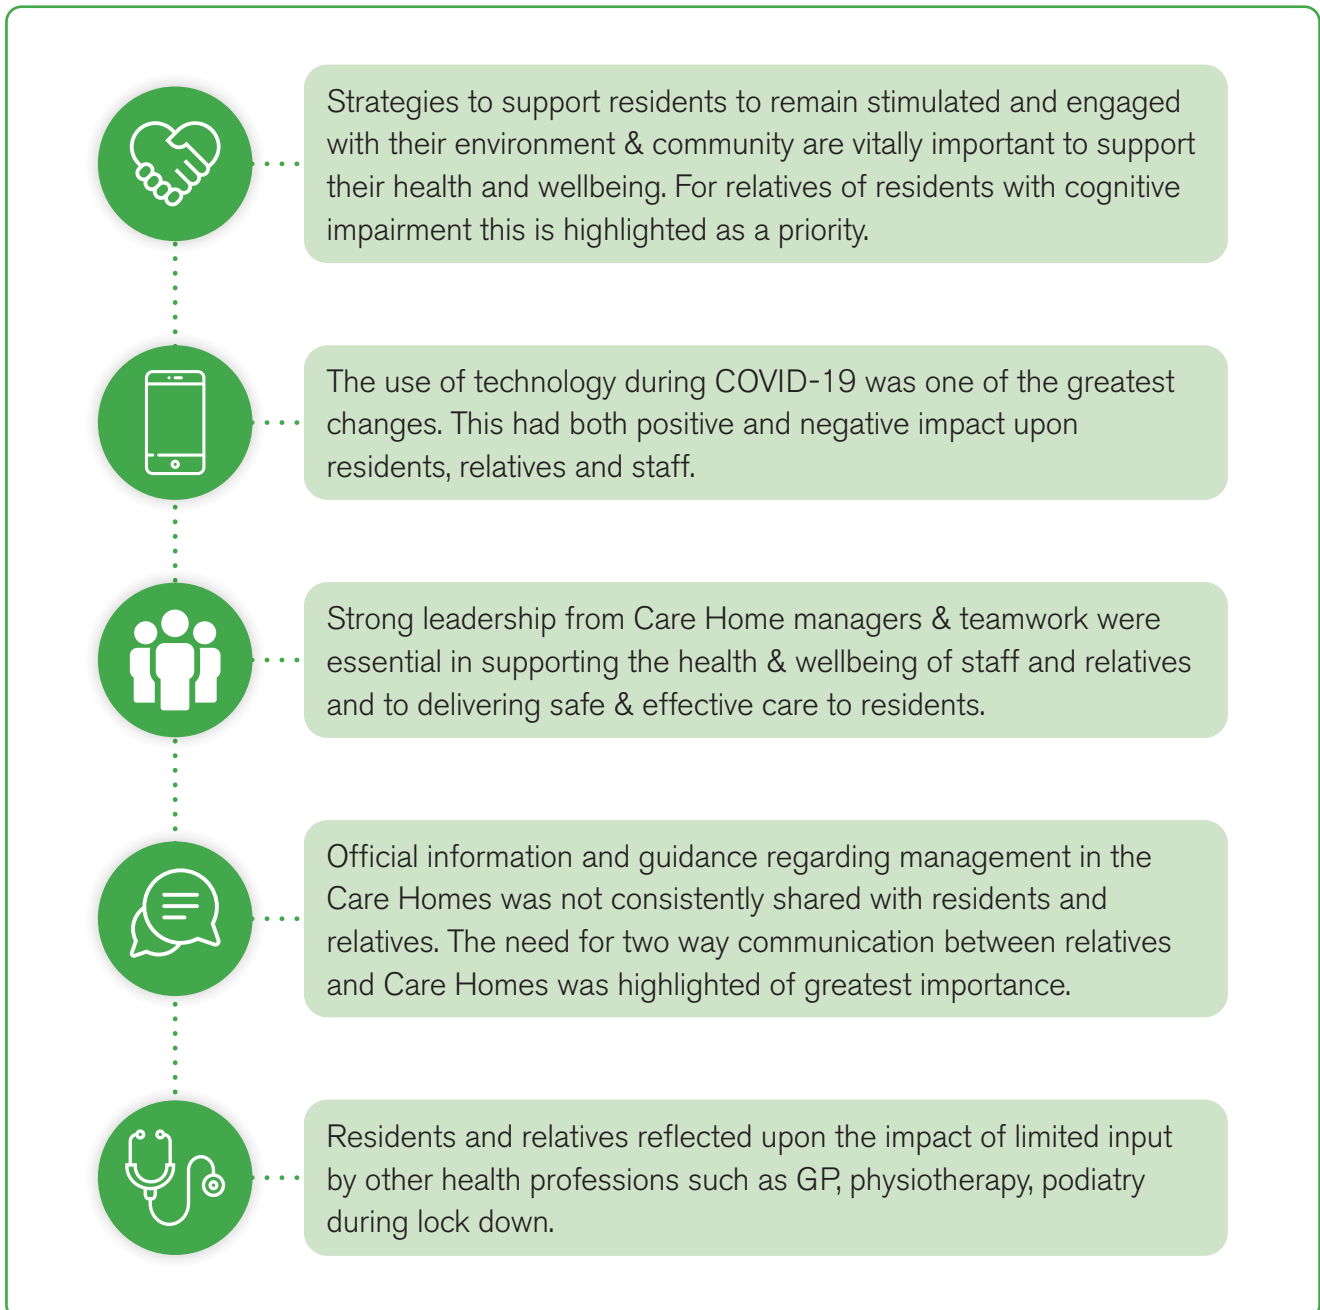 Strategies to support residents to remain stimulated and engaged
with their environment & community are vitally important to support
their health and wellbeing. For relatives of residents with cognitive
impairment this is highlighted as a priority.
The use of technology during COVID-19 was one of the greatest
changes. This had both positive and negative impact upon
residents, relatives and staff.
Strong leadership from Care Home managers & teamwork were
essential in supporting the health & wellbeing of staff and relatives
and to delivering safe & effective care to residents.
Official information and guidance regarding management in the
Care Homes was not consistently shared with residents and
relatives. The need for two way communication between relatives
and Care Homes was highlighted of greatest importance.
Residents and relatives reflected upon the impact of limited input
by other health professions such as GP, physiotherapy, podiatry
during lock down.